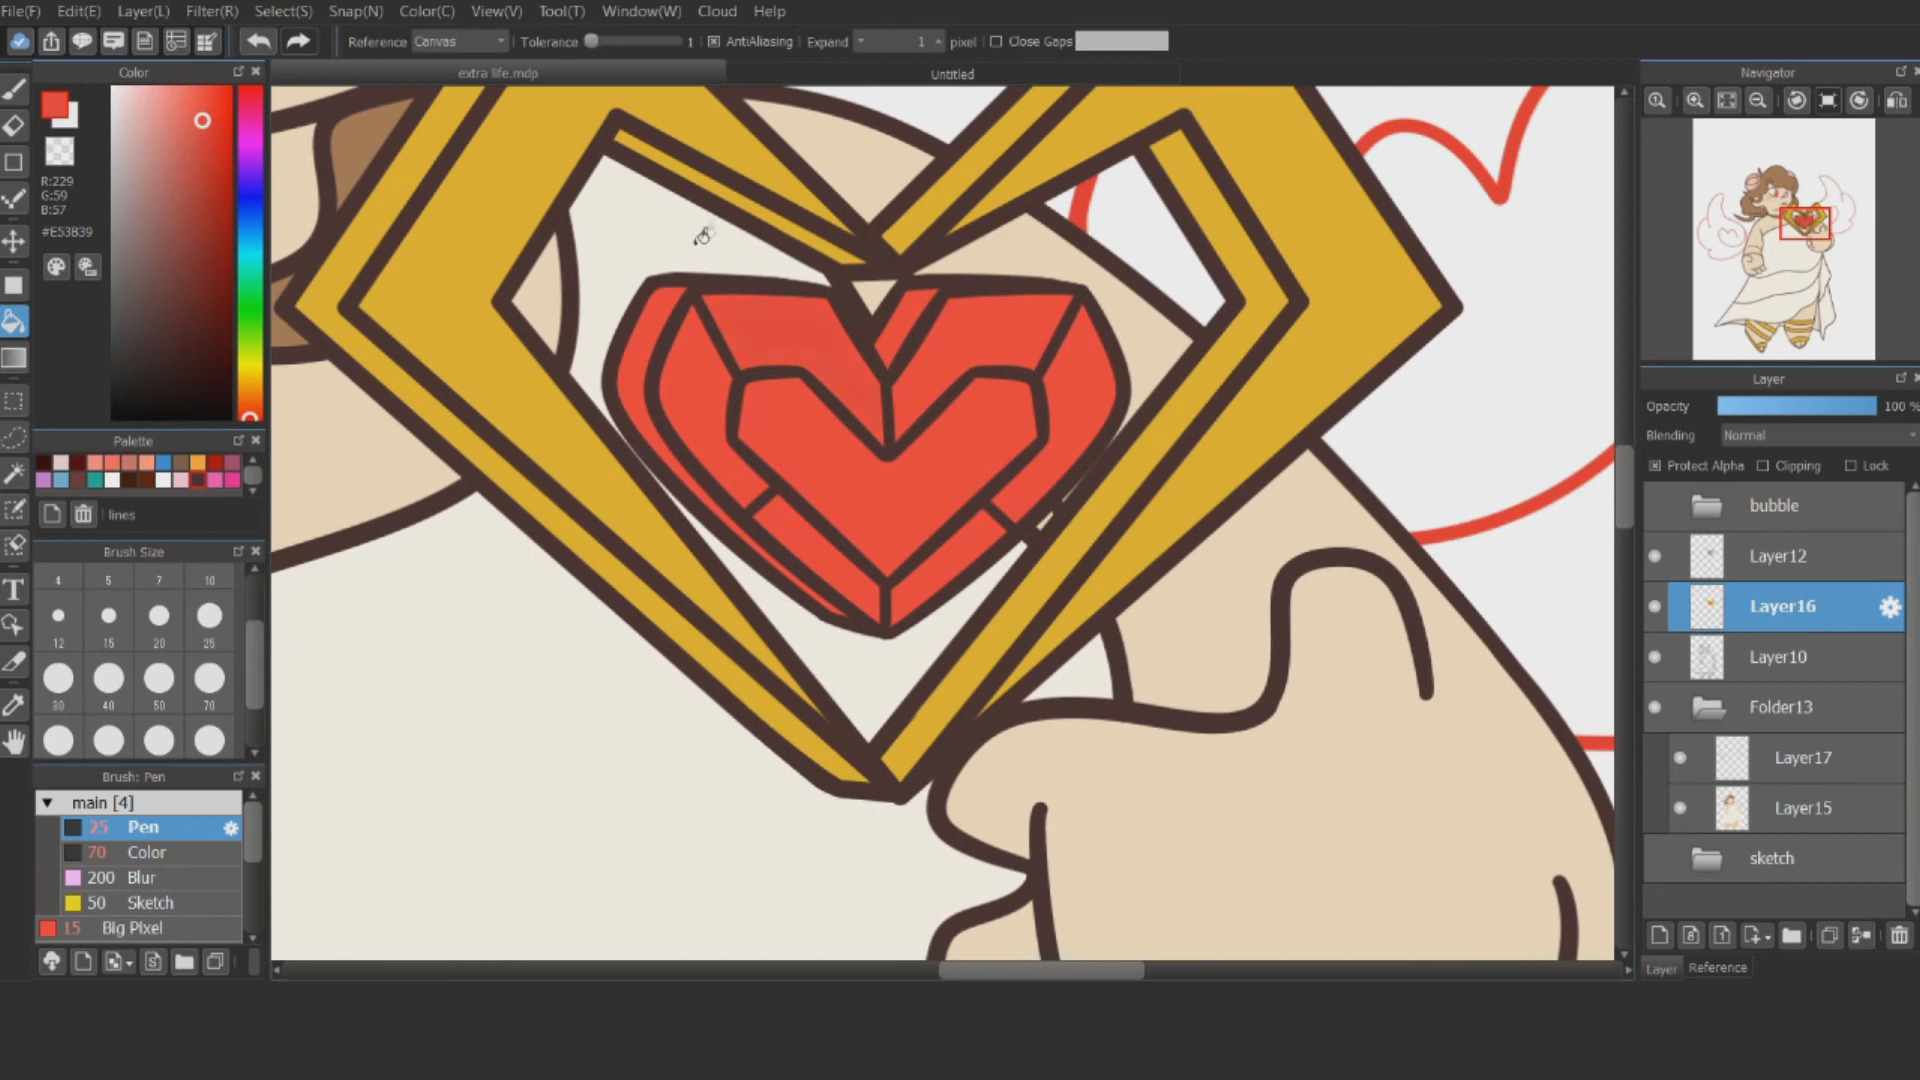 File(F) Edit(E) Layer(L) Filter(R) Select(S) Snap(N) Color(C) View(V) Tool(T) Window(W) Cloud Help
Reference Canvas Tolerance 1 AntiAliasing Expand 1 pixel Close Gaps
Color
extra life.mdp
Untitled
Navigator
R:229
G:59
B:57
#E53839
Palette
lines
Brush Size
4 5 7 10
12 15 20 25
30 40 50 70
Brush: Pen
main [4]
25 Pen
70 Color
200 Blur
50 Sketch
15 Big Pixel
Layer
Opacity 100 %
Blending Normal
Protect Alpha Clipping Lock
bubble
Layer12
Layer16
Layer10
Folder13
Layer17
Layer15
sketch
Layer Reference